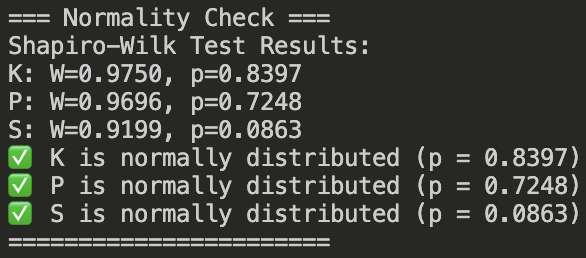 === Normality Check ===
Shapiro-Wilk Test Results:
K: W=0.9750, p=0.8397
P: W=0.9696, p=0.7248
S: W=0.9199, p=0.0863
✅ K is normally distributed (p = 0.8397)
✅ P is normally distributed (p = 0.7248)
✅ S is normally distributed (p = 0.0863)
=======================